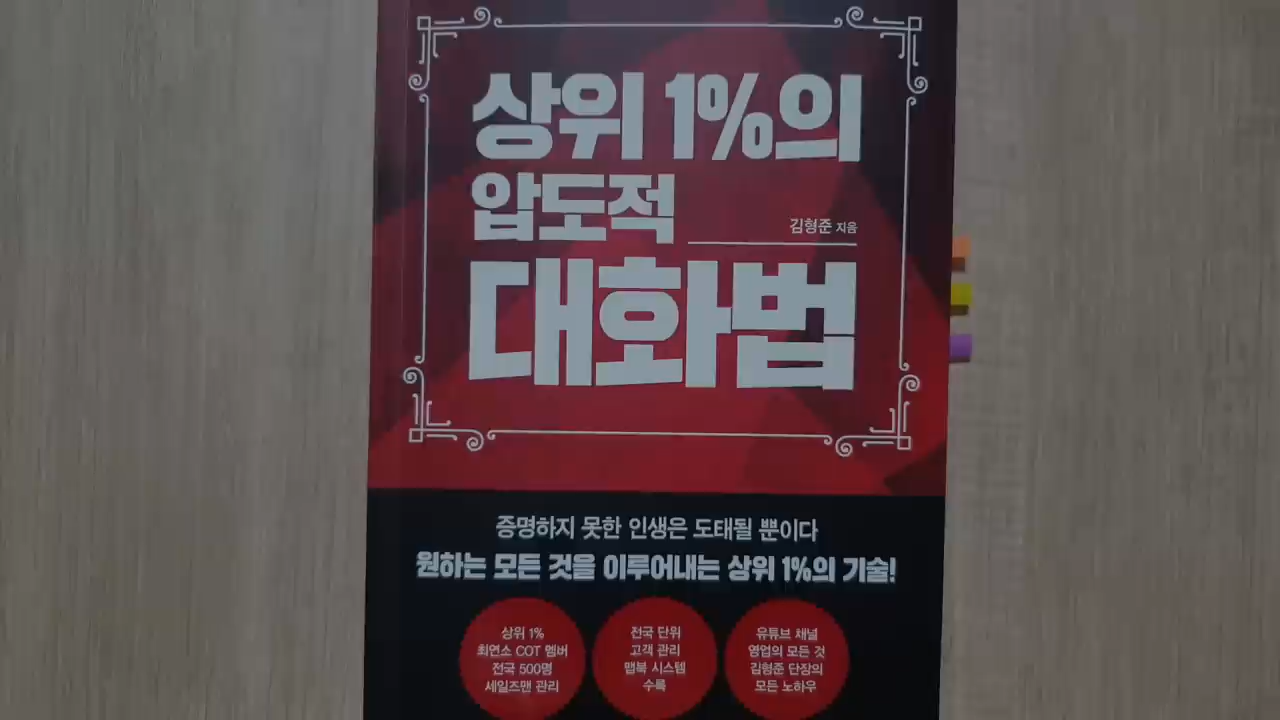 상위 1%의
압도적
김형준 지음
대화법
증명하지 못한 인생은 도태될 뿐이다
원하는 모든 것을 이루어내는 상위 1%의 기술!
상위 1%
최연소 COT 멤버
전국 500명
세일즈맨 관리
전국 단위
고객 관리
맵북 시스템
수록
유튜브 채널
영업의 모든 것
김형준 단장의
모든 노하우